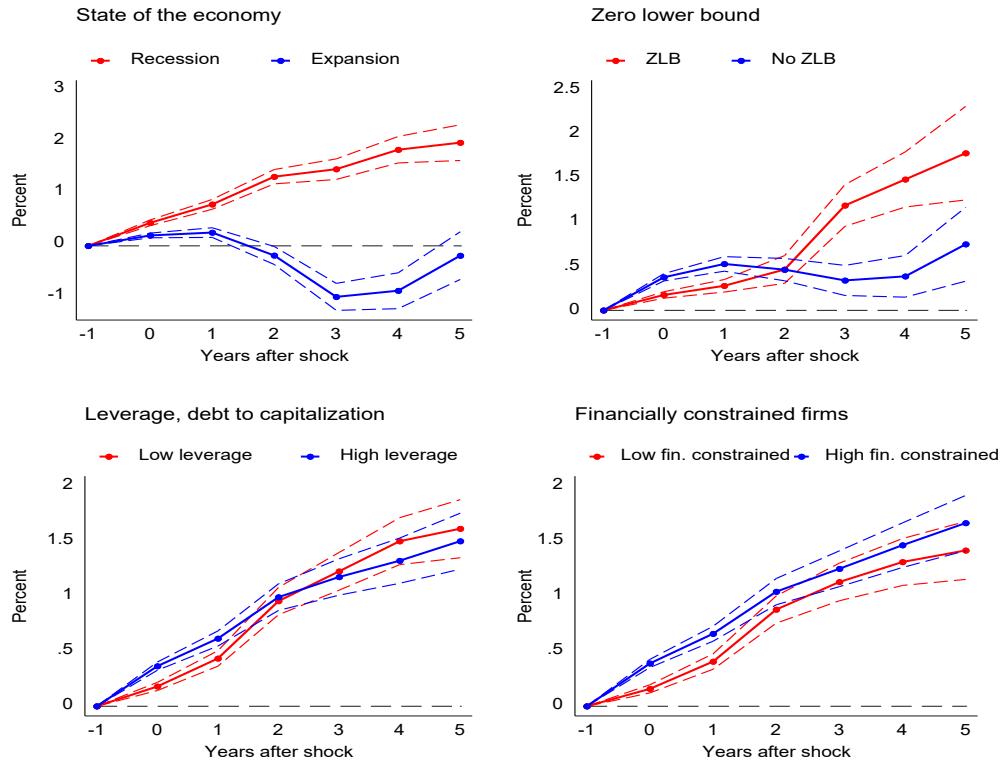 State of the economy
Recession Expansion
3
2
1
0
-1
Percent
-1 0 1 2 3 4 5
Years after shock
Zero lower bound
ZLB No ZLB
2.5
2
1.5
1
.5
0
Percent
-1 0 1 2 3 4 5
Years after shock
Leverage, debt to capitalization
Low leverage High leverage
2
1.5
1
.5
0
Percent
-1 0 1 2 3 4 5
Years after shock
Financially constrained firms
Low fin. constrained High fin. constrained
2
1.5
1
.5
0
Percent
-1 0 1 2 3 4 5
Years after shock